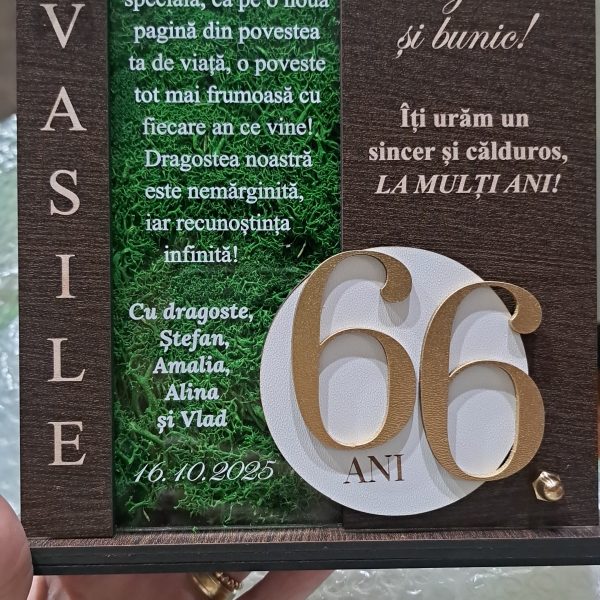 VASILE
specială, ca pe o nouă
pagină din povestea
ta de viață, o poveste
tot mai frumoasă cu
fiecare an ce vine!
Dragostea noastră
este nemărginită,
iar recunoștința
infinită!
Cu dragoste,
Ștefan,
Amalia,
Alina
și Vlad
16.10.2025
și bunic!
Îți urăm un
sincer și călduros,
LA MULȚI ANI!
66
ANI